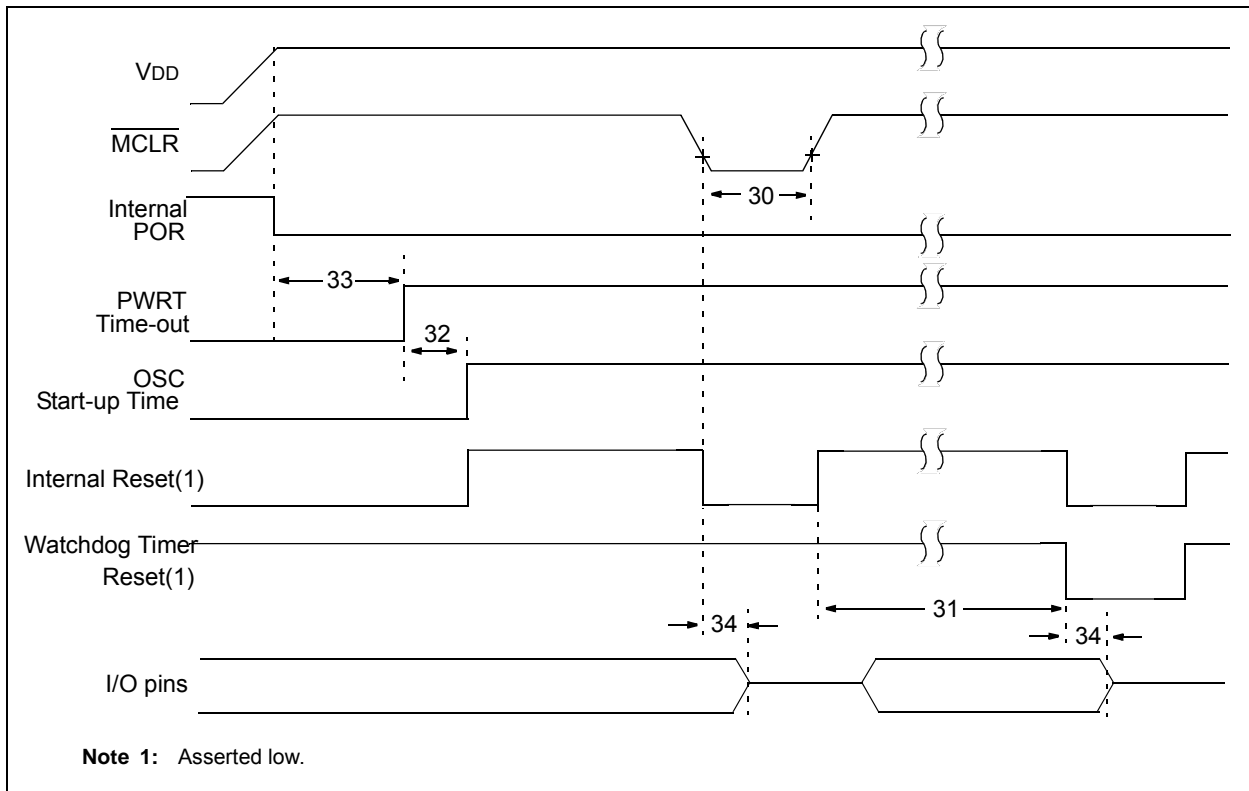 VDD
MCLR
30
Internal
POR
33
PWRT
Time-out
32
OSC
Start-up Time
Internal Reset(1)
Watchdog Timer
Reset(1)
31
34
34
I/O pins
Note 1: Asserted low.